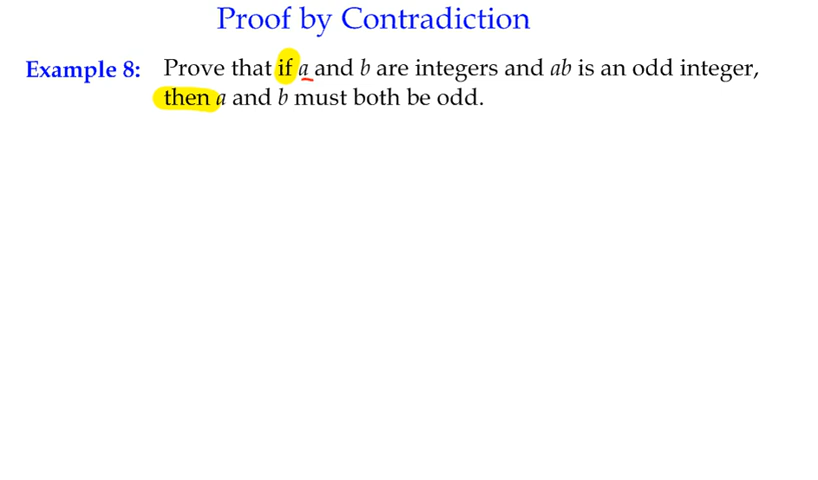 Proof by Contradiction
Example 8: Prove that if a and b are integers and ab is an odd integer,
then a and b must both be odd.